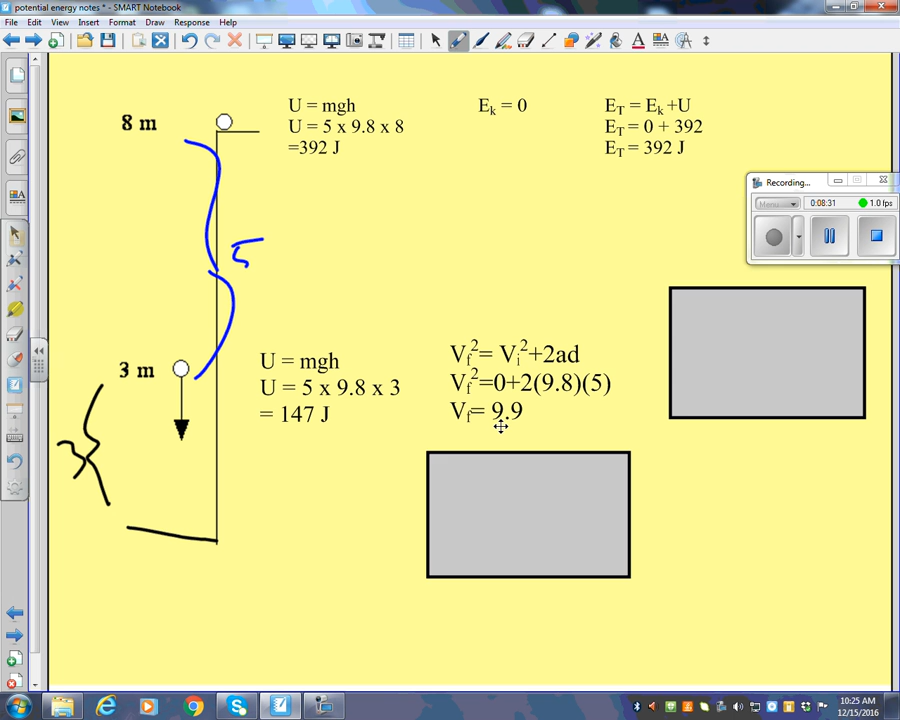 potential energy notes * - SMART Notebook
File Edit View Insert Format Draw Response Help
8 m
U = mgh
U = 5 x 9.8 x 8
=392 J
Ek = 0
ET = Ek +U
ET = 0 + 392
ET = 392 J
Recording...
Menu...
0:08:31
1.0 fps
5
3 m
U = mgh
U = 5 x 9.8 x 3
= 147 J
Vf²= Vi²+2ad
Vf²=0+2(9.8)(5)
Vf= 9.9
3
10:25 AM
12/15/2016